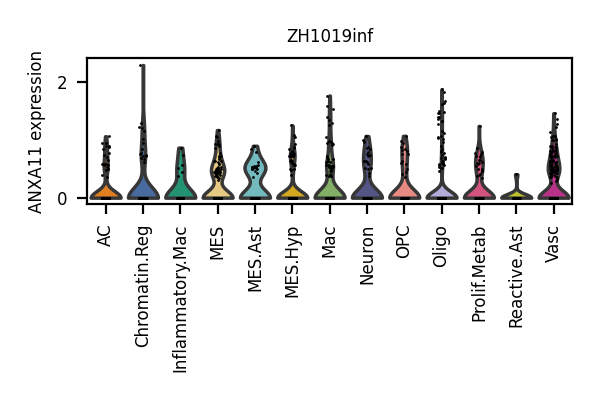 ZH1019inf
ANXA11 expression
2
0
AC
Chromatin.Reg
Inflammatory.Mac
MES
MES.Ast
MES.Hyp
Mac
Neuron
OPC
Oligo
Prolif.Metab
Reactive.Ast
Vasc